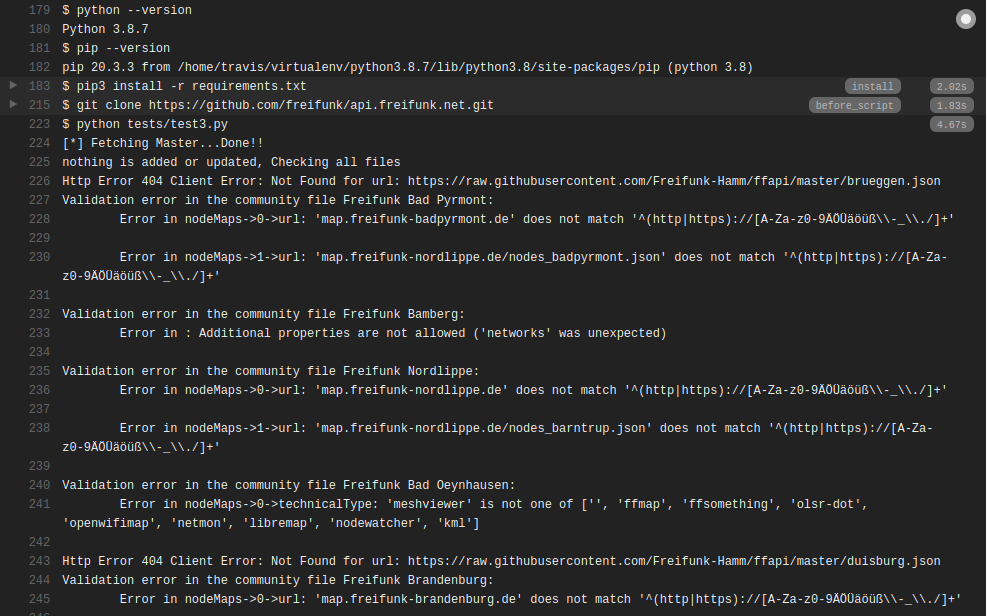 179 $ python --version
180 Python 3.8.7
181 $ pip --version
182 pip 20.3.3 from /home/travis/virtualenv/python3.8.7/lib/python3.8/site-packages/pip (python 3.8)
183 $ pip3 install -r requirements.txt install 2.02s
215 $ git clone https://github.com/freifunk/api.freifunk.net.git before_script 1.83s
223 $ python tests/test3.py 4.67s
224 [*] Fetching Master...Done!!
225 nothing is added or updated, Checking all files
226 Http Error 404 Client Error: Not Found for url: https://raw.githubusercontent.com/Freifunk-Hamm/ffapi/master/brueggen.json
227 Validation error in the community file Freifunk Bad Pyrmont:
228 Error in nodeMaps->0->url: 'map.freifunk-badpyrmont.de' does not match '^(http|https)://[A-Za-z0-9ÄÖÜäöüß\\-_\\./]+'
229
230 Error in nodeMaps->1->url: 'map.freifunk-nordlippe.de/nodes_badpyrmont.json' does not match '^(http|https)://[A-Za-
z0-9ÄÖÜäöüß\\-_\\./]+'
231
232 Validation error in the community file Freifunk Bamberg:
233 Error in : Additional properties are not allowed ('networks' was unexpected)
234
235 Validation error in the community file Freifunk Nordlippe:
236 Error in nodeMaps->0->url: 'map.freifunk-nordlippe.de' does not match '^(http|https)://[A-Za-z0-9ÄÖÜäöüß\\-_\\./]+'
237
238 Error in nodeMaps->1->url: 'map.freifunk-nordlippe.de/nodes_barntrup.json' does not match '^(http|https)://[A-Za-
z0-9ÄÖÜäöüß\\-_\\./]+'
239
240 Validation error in the community file Freifunk Bad Oeynhausen:
241 Error in nodeMaps->0->technicalType: 'meshviewer' is not one of ['', 'ffmap', 'ffsomething', 'olsr-dot',
'openwifimap', 'netmon', 'libremap', 'nodewatcher', 'kml']
242
243 Http Error 404 Client Error: Not Found for url: https://raw.githubusercontent.com/Freifunk-Hamm/ffapi/master/duisburg.json
244 Validation error in the community file Freifunk Brandenburg:
245 Error in nodeMaps->0->url: 'map.freifunk-brandenburg.de' does not match '^(http|https)://[A-Za-z0-9ÄÖÜäöüß\\-_\\./]+'